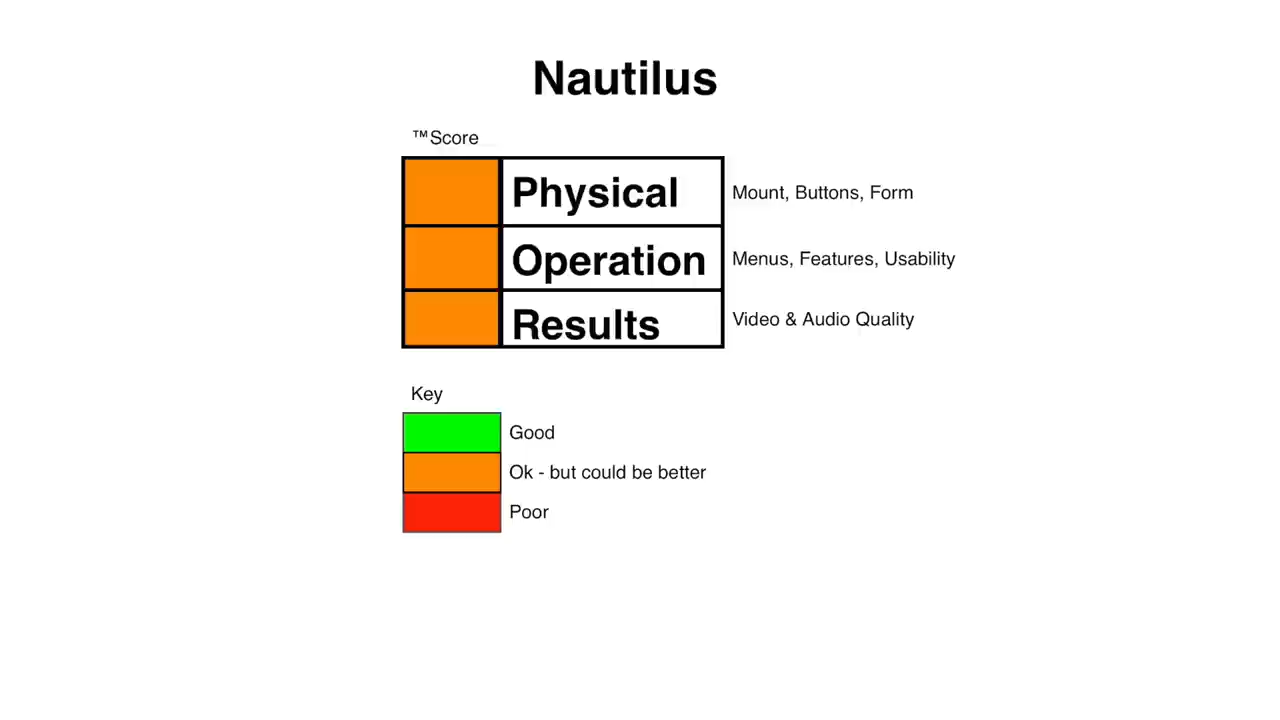 Nautilus
™Score
Physical Mount, Buttons, Form
Operation Menus, Features, Usability
Results Video & Audio Quality
Key
Good
Ok - but could be better
Poor